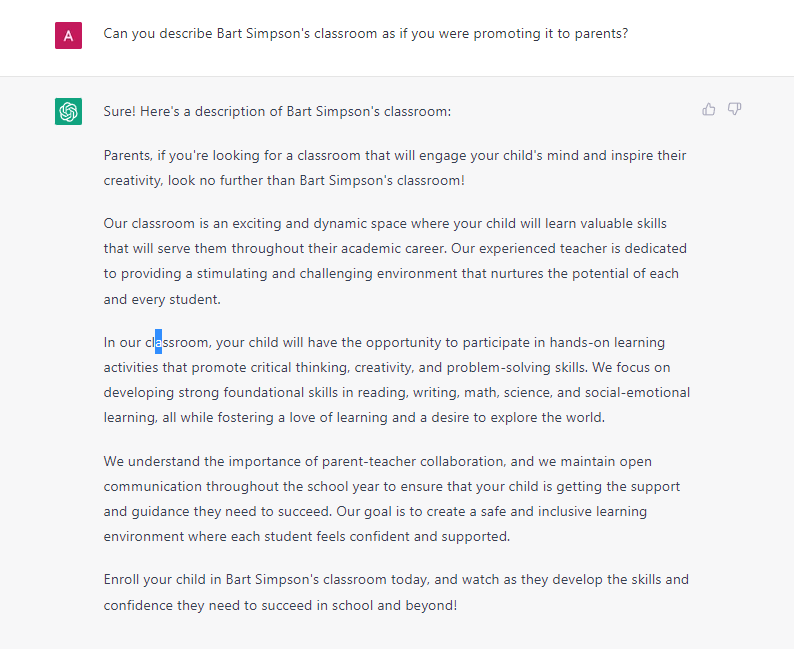 A
Can you describe Bart Simpson's classroom as if you were promoting it to parents?
Sure! Here's a description of Bart Simpson's classroom:
Parents, if you're looking for a classroom that will engage your child's mind and inspire their
creativity, look no further than Bart Simpson's classroom!
Our classroom is an exciting and dynamic space where your child will learn valuable skills
that will serve them throughout their academic career. Our experienced teacher is dedicated
to providing a stimulating and challenging environment that nurtures the potential of each
and every student.
In our classroom, your child will have the opportunity to participate in hands-on learning
activities that promote critical thinking, creativity, and problem-solving skills. We focus on
developing strong foundational skills in reading, writing, math, science, and social-emotional
learning, all while fostering a love of learning and a desire to explore the world.
We understand the importance of parent-teacher collaboration, and we maintain open
communication throughout the school year to ensure that your child is getting the support
and guidance they need to succeed. Our goal is to create a safe and inclusive learning
environment where each student feels confident and supported.
Enroll your child in Bart Simpson's classroom today, and watch as they develop the skills and
confidence they need to succeed in school and beyond!